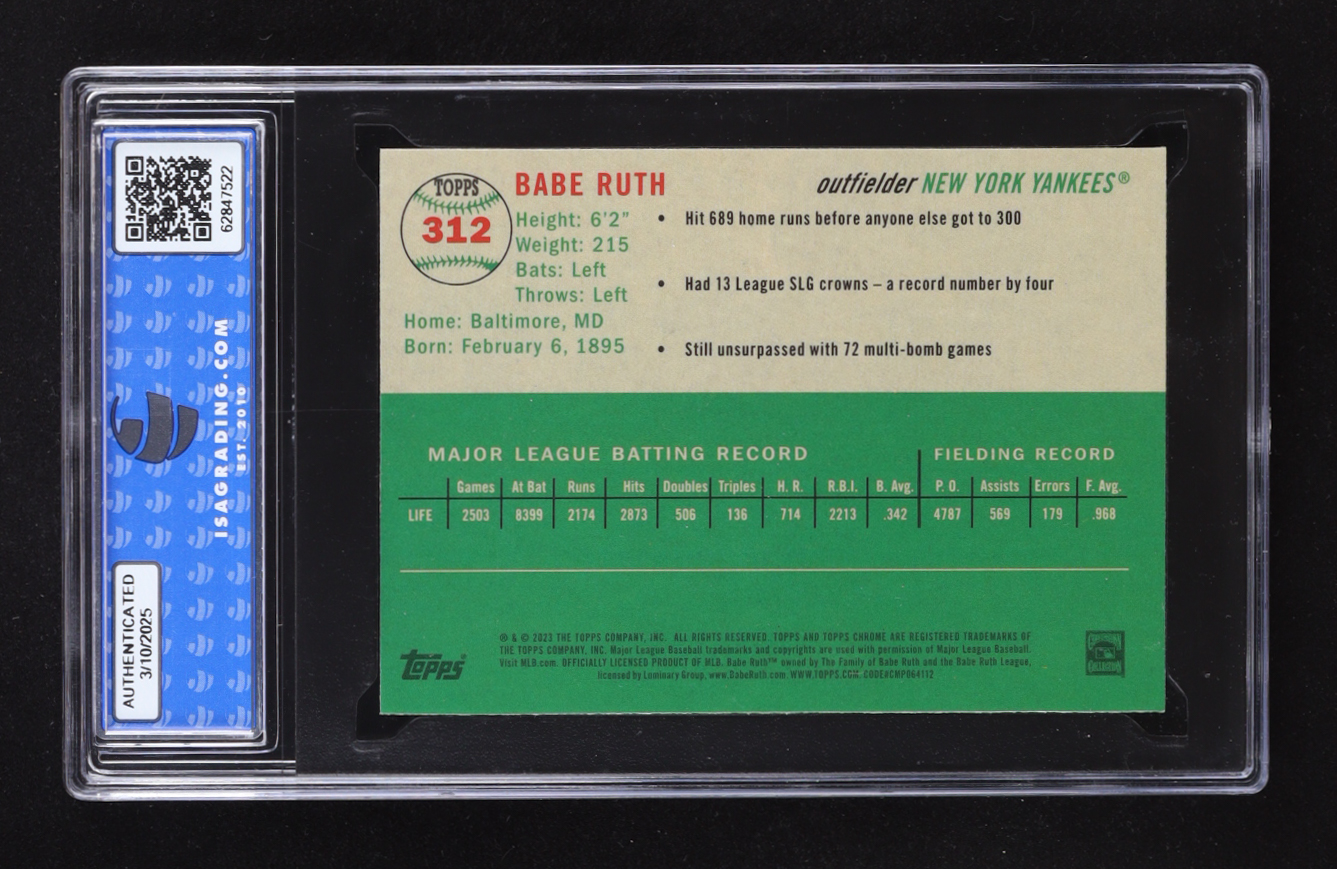 62847522
ISAGRADING.COM
EST. 2010
AUTHENTICATED
3/10/2025
TOPPS
312
BABE RUTH
outfielder NEW YORK YANKEES®
Height: 6'2"
Weight: 215
Bats: Left
Throws: Left
Home: Baltimore, MD
Born: February 6, 1895
• Hit 689 home runs before anyone else got to 300
• Had 13 League SLG crowns – a record number by four
• Still unsurpassed with 72 multi-bomb games
MAJOR LEAGUE BATTING RECORD FIELDING RECORD
Games At Bat Runs Hits Doubles Triples H. R. R.B.I. B. Avg. P. O. Assists Errors F. Avg.
LIFE 2503 8399 2174 2873 506 136 714 2213 .342 4787 569 179 .968
® & © 2023 THE TOPPS COMPANY, INC. ALL RIGHTS RESERVED. TOPPS AND TOPPS CHROME ARE REGISTERED TRADEMARKS OF
THE TOPPS COMPANY, INC. Major League Baseball trademarks and copyrights are used with permission of Major League Baseball.
Visit MLB.com. OFFICIALLY LICENSED PRODUCT OF MLB. Babe Ruth™ owned by The Family of Babe Ruth and the Babe Ruth League,
licensed by Luminary Group, www.BabeRuth.com. WWW.TOPPS.COM CODE#CMP064112
Topps®